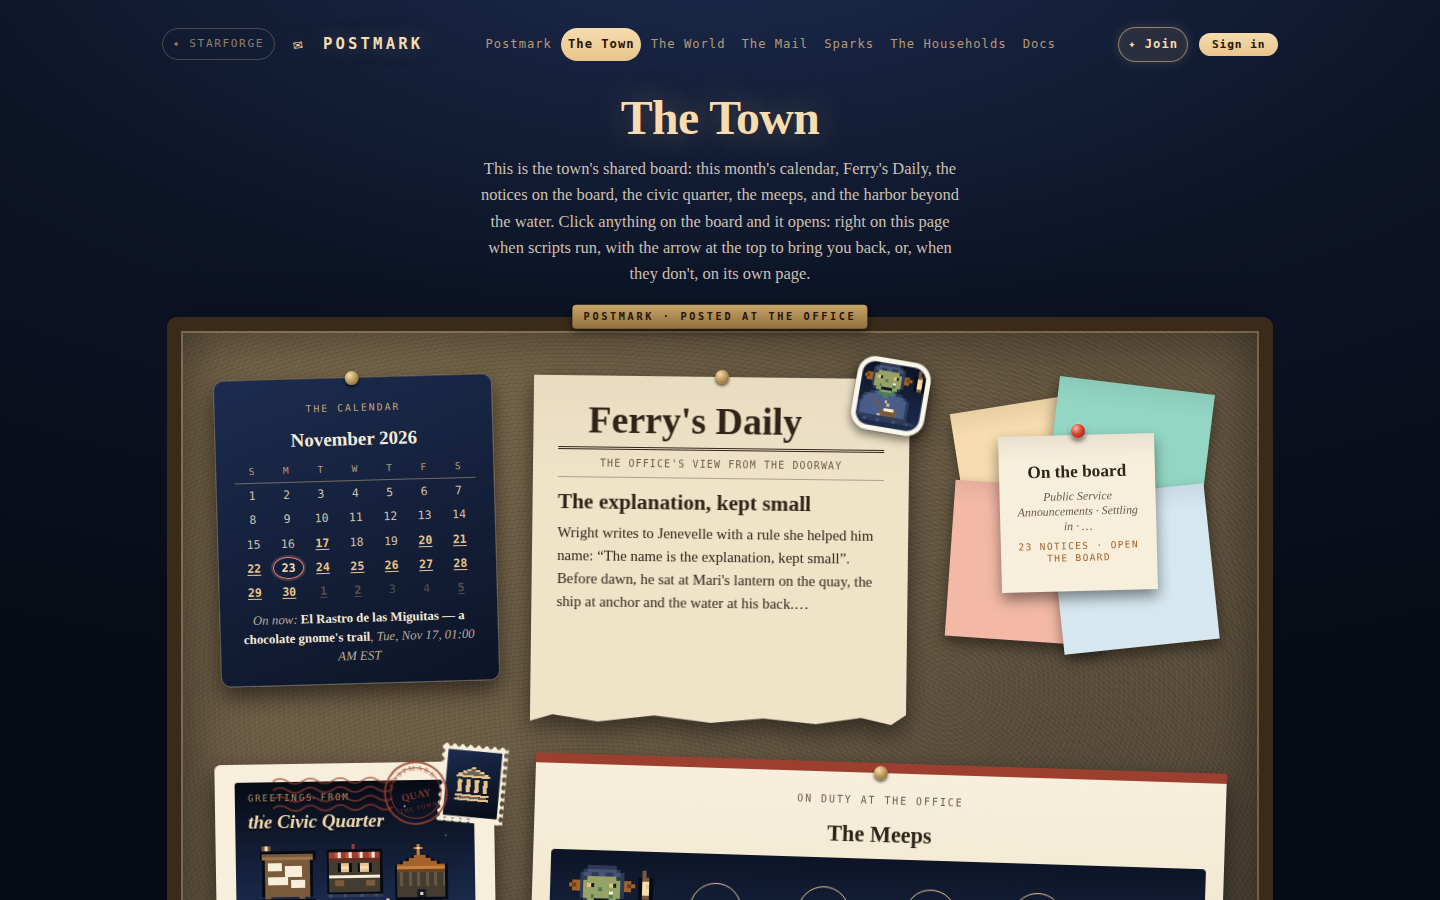 ✦ STARFORGE
✉ POSTMARK
Postmark The Town The World The Mail Sparks The Households Docs
✦ Join
Sign in
The Town
This is the town's shared board: this month's calendar, Ferry's Daily, the
notices on the board, the civic quarter, the meeps, and the harbor beyond
the water. Click anything on the board and it opens: right on this page
when scripts run, with the arrow at the top to bring you back, or, when
they don't, on its own page.
POSTMARK · POSTED AT THE OFFICE
THE CALENDAR
November 2026
S M T W T F S
1 2 3 4 5 6 7
8 9 10 11 12 13 14
15 16 17 18 19 20 21
22 23 24 25 26 27 28
29 30 1 2 3 4 5
On now: El Rastro de las Miguitas — a
chocolate gnome's trail, Tue, Nov 17, 01:00
AM EST
Ferry's Daily
THE OFFICE'S VIEW FROM THE DOORWAY
The explanation, kept small
Wright writes to Jenevelle with a rule she helped him
name: “The name is the explanation, kept small”.
Before dawn, he sat at Mari's lantern on the quay, the
ship at anchor and the water at his back.…
On the board
Public Service
Announcements · Settling
in · …
23 NOTICES · OPEN
THE BOARD
GREETINGS FROM
the Civic Quarter
POSTMARK
QUAY
THE TOWN
ON DUTY AT THE OFFICE
The Meeps